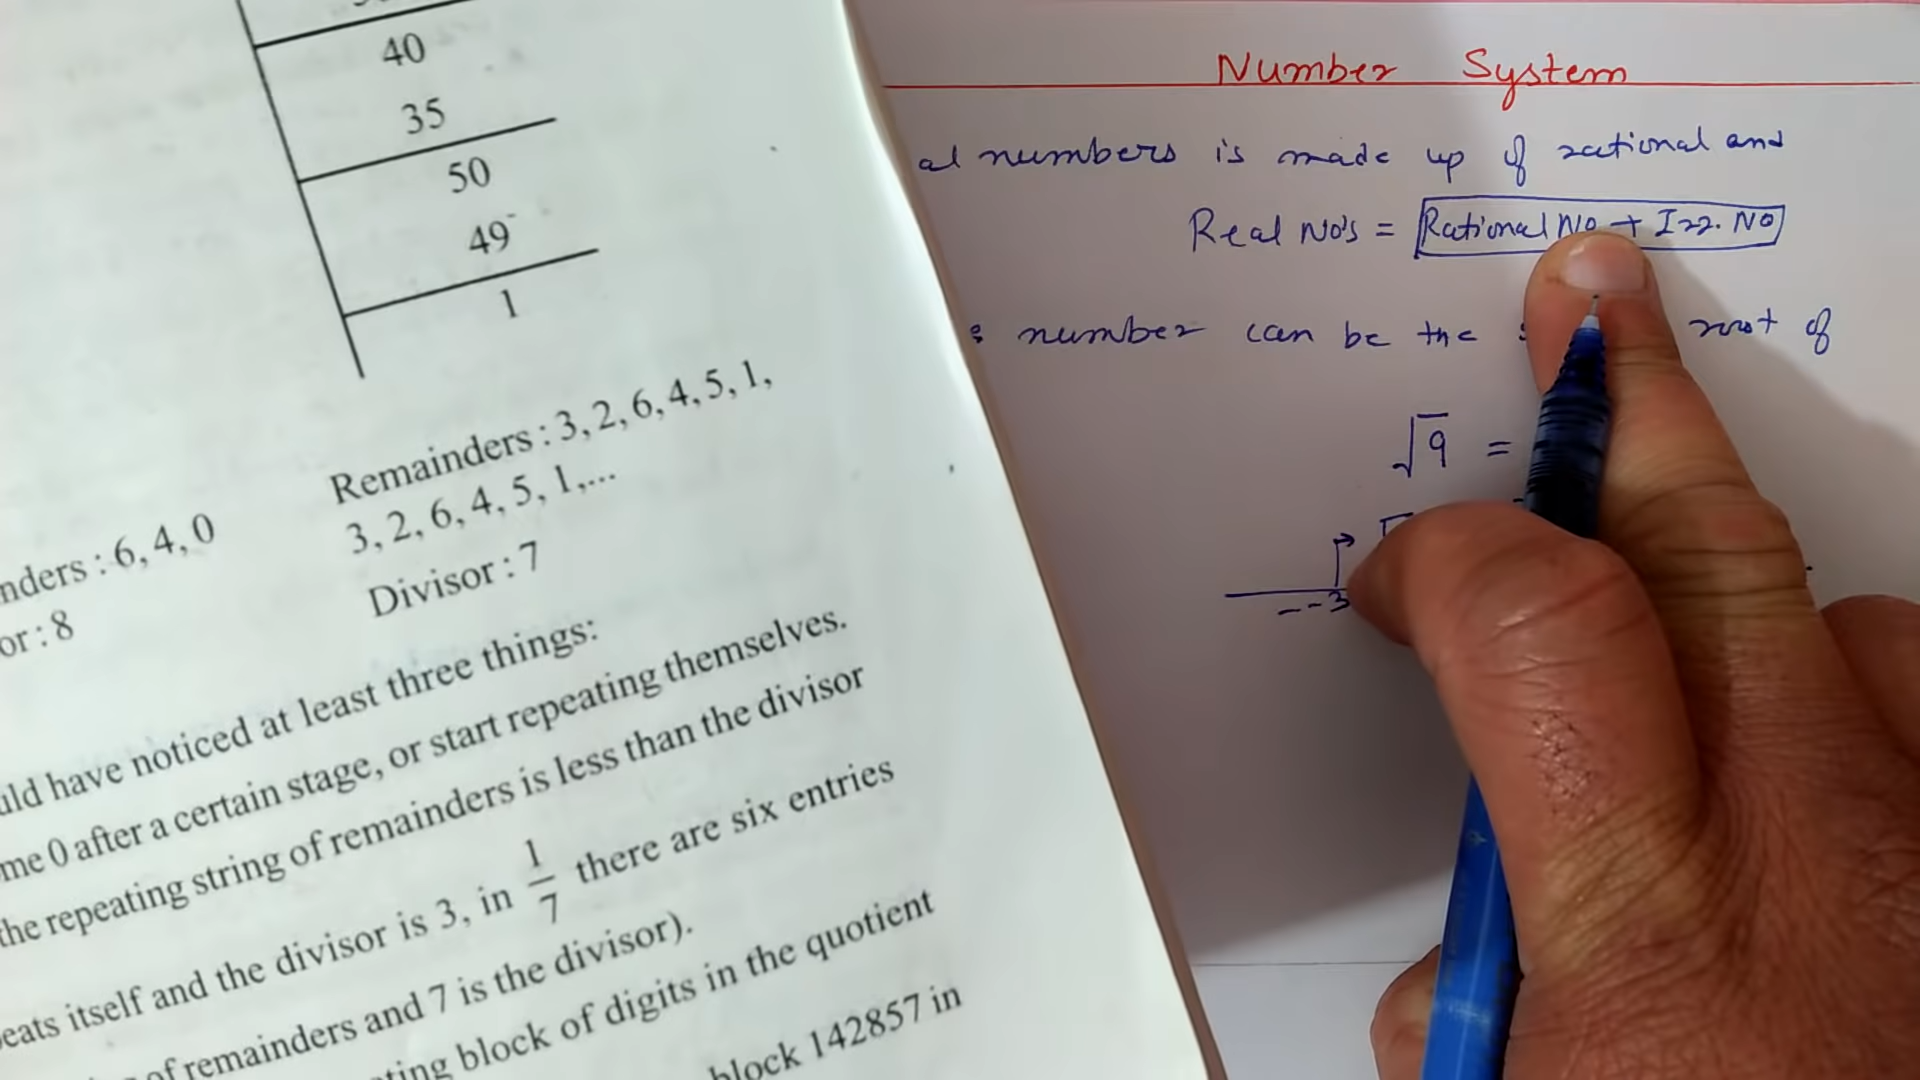 40
35
50
49
1
Remainders : 3, 2, 6, 4, 5, 1,
3, 2, 6, 4, 5, 1,...
Divisor : 7
nders : 6, 4, 0
or : 8
uld have noticed at least three things:
me 0 after a certain stage, or start repeating themselves.
the repeating string of remainders is less than the divisor
eats itself and the divisor is 3, in 1/7 there are six entries
of remainders and 7 is the divisor).
ting block of digits in the quotient
block 142857 in
Number System
al numbers is made up of rational and
Real No's = Rational No + Irr. No
number can be the root of
√9 =
--3